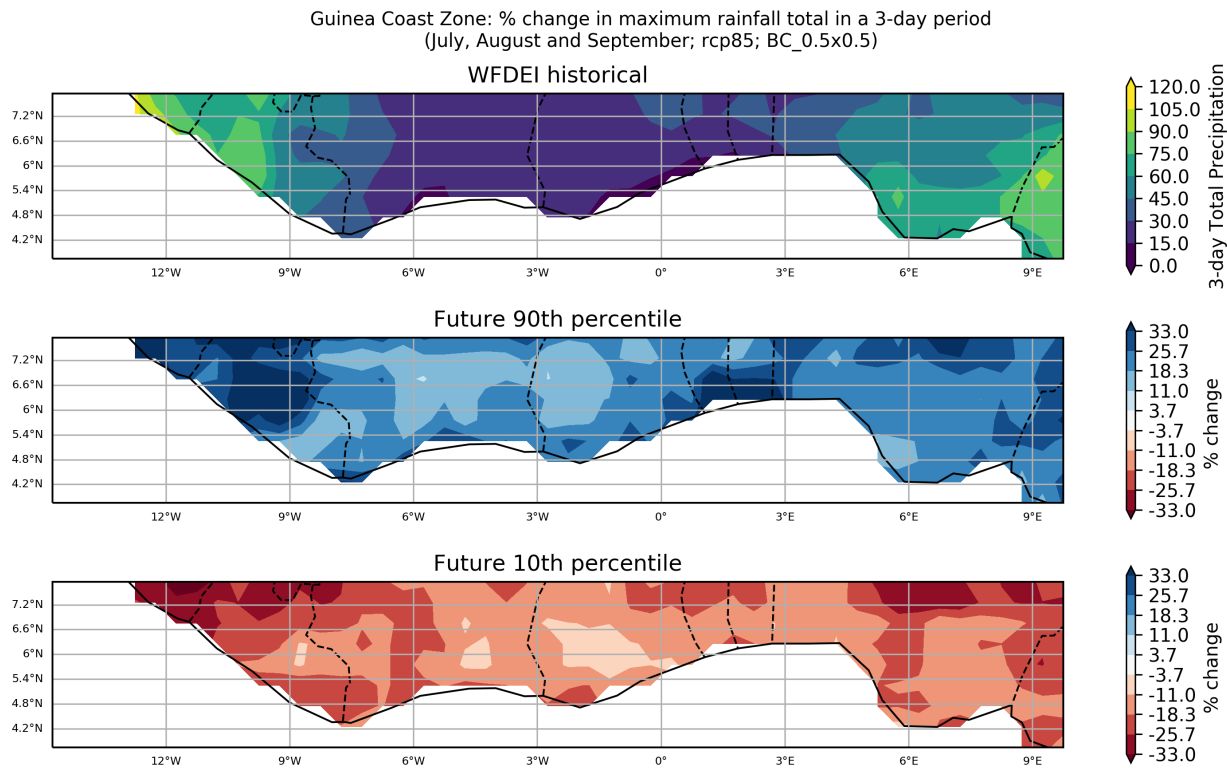 Guinea Coast Zone: % change in maximum rainfall total in a 3-day period
(July, August and September; rcp85; BC_0.5x0.5)
WFDEI historical
7.2°N
6.6°N
6°N
5.4°N
4.8°N
4.2°N
12°W 9°W 6°W 3°W 0° 3°E 6°E 9°E
120.0
105.0
90.0
75.0
60.0
45.0
30.0
15.0
0.0
3-day Total Precipitation
Future 90th percentile
7.2°N
6.6°N
6°N
5.4°N
4.8°N
4.2°N
12°W 9°W 6°W 3°W 0° 3°E 6°E 9°E
33.0
25.7
18.3
11.0
3.7
-3.7
-11.0
-18.3
-25.7
-33.0
% change
Future 10th percentile
7.2°N
6.6°N
6°N
5.4°N
4.8°N
4.2°N
12°W 9°W 6°W 3°W 0° 3°E 6°E 9°E
33.0
25.7
18.3
11.0
3.7
-3.7
-11.0
-18.3
-25.7
-33.0
% change